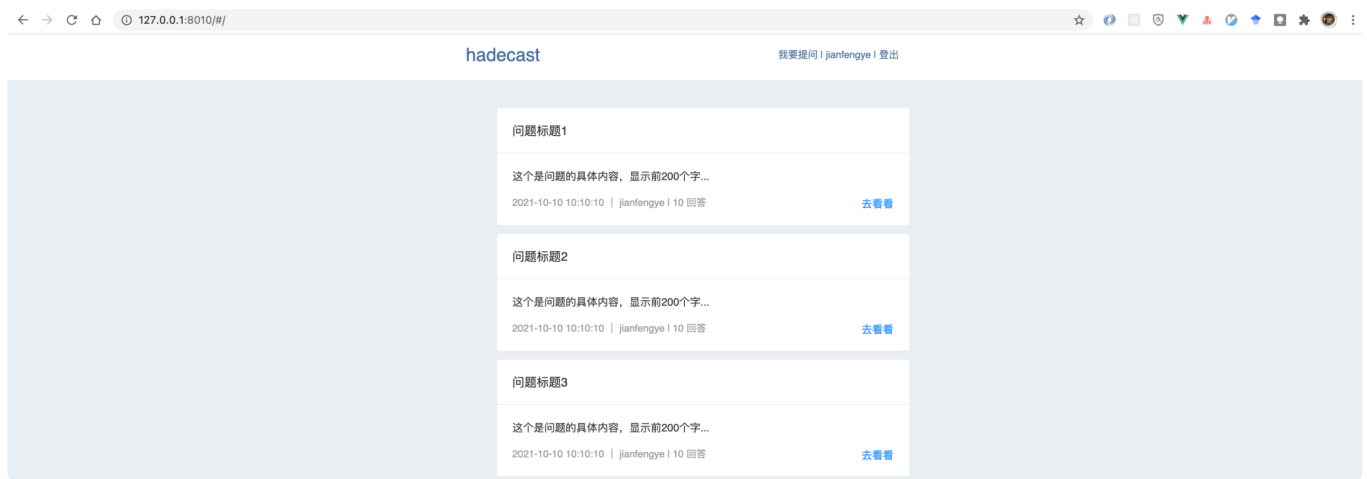 127.0.0.1:8010/#/
hadecast
我要提问 | jianfengye | 登出
问题标题1
这个是问题的具体内容，显示前200个字...
2021-10-10 10:10:10 | jianfengye | 10 回答
去看看
问题标题2
这个是问题的具体内容，显示前200个字...
2021-10-10 10:10:10 | jianfengye | 10 回答
去看看
问题标题3
这个是问题的具体内容，显示前200个字...
2021-10-10 10:10:10 | jianfengye | 10 回答
去看看